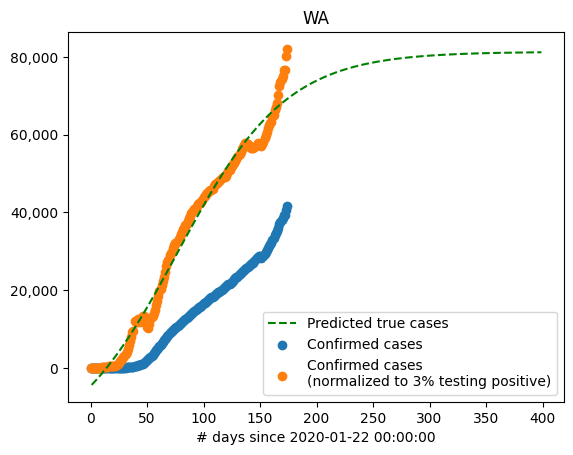 WA
80,000
60,000
40,000
20,000
0
0 50 100 150 200 250 300 350 400
# days since 2020-01-22 00:00:00
Predicted true cases
Confirmed cases
Confirmed cases
(normalized to 3% testing positive)